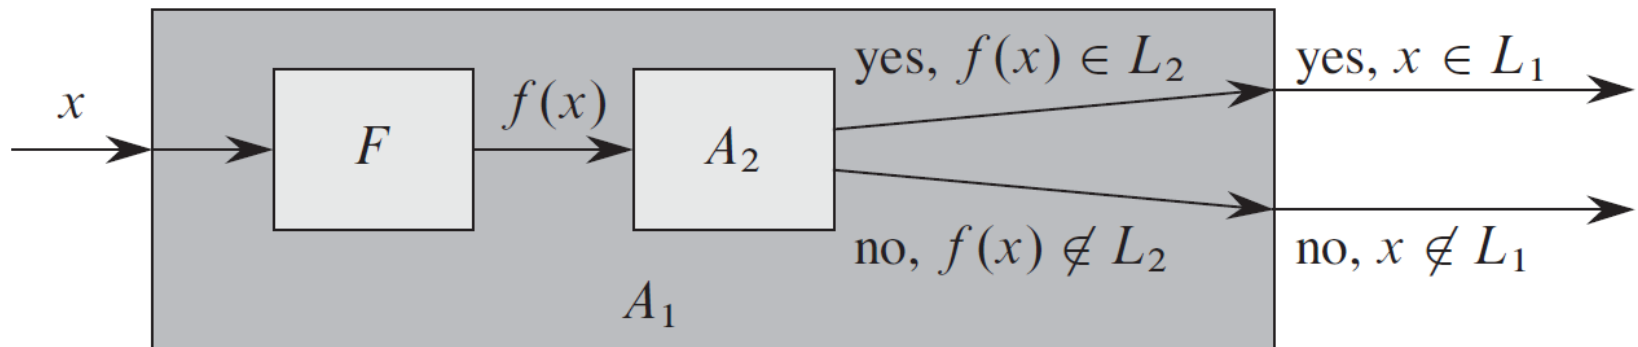 x
F
f(x)
A₂
yes, f(x) ∈ L₂
no, f(x) ∉ L₂
A₁
yes, x ∈ L₁
no, x ∉ L₁